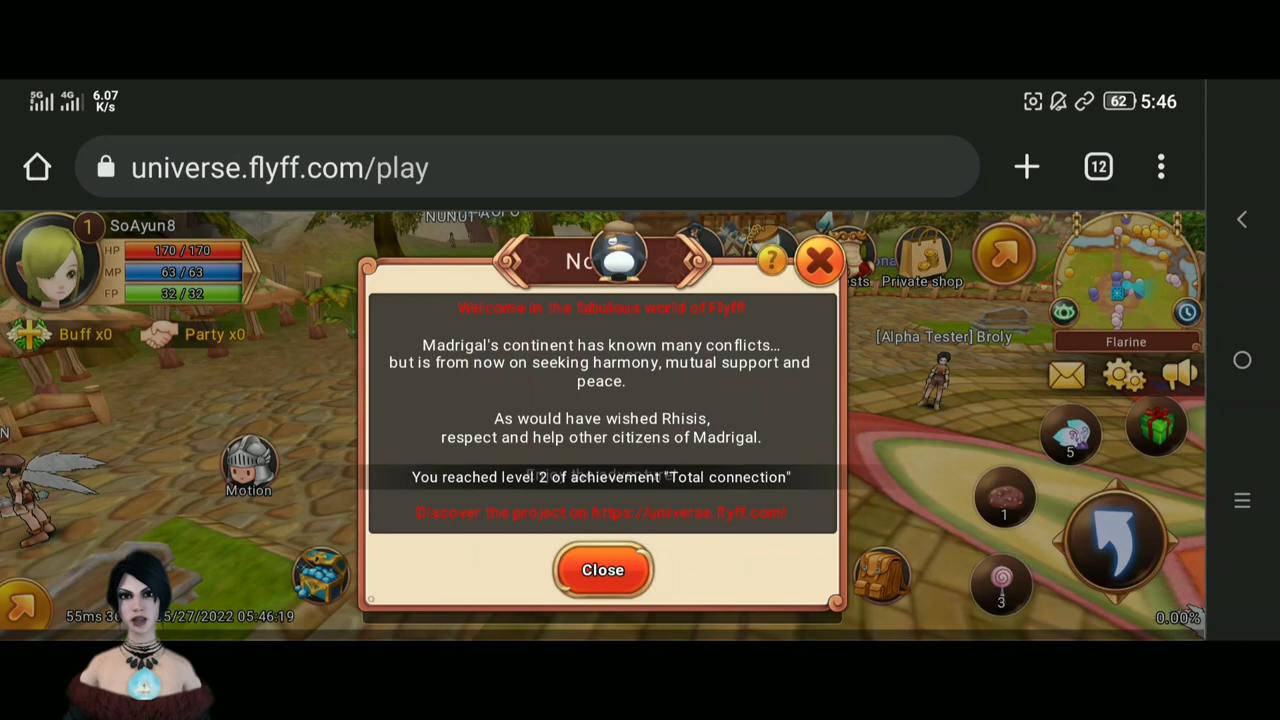 5G 4G 6.07 K/s 62 5:46
universe.flyff.com/play 12
1 SoAyun8
HP 170 / 170
MP 63 / 63
FP 32 / 32
Buff x0 Party x0
Private shop
[Alpha Tester] Broly
Flarine
Welcome in the fabulous world of Flyff!
Madrigal's continent has known many conflicts...
but is from now on seeking harmony, mutual support and
peace.
As would have wished Rhisis,
respect and help other citizens of Madrigal.
You reached level 2 of achievement "Total connection"
Discover the project on https://universe.flyff.com!
Close
Motion
5
1
3
55ms 5/27/2022 05:46:19
0.00%